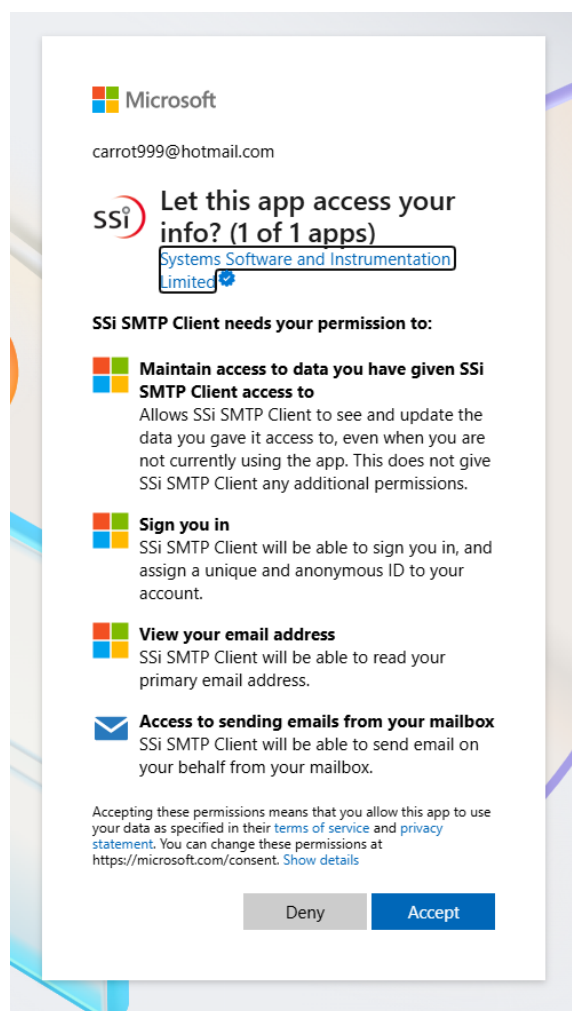 Microsoft
carrot999@hotmail.com
SSi
Let this app access your
info? (1 of 1 apps)
Systems Software and Instrumentation
Limited
SSi SMTP Client needs your permission to:
Maintain access to data you have given SSi
SMTP Client access to
Allows SSi SMTP Client to see and update the
data you gave it access to, even when you are
not currently using the app. This does not give
SSi SMTP Client any additional permissions.
Sign you in
SSi SMTP Client will be able to sign you in, and
assign a unique and anonymous ID to your
account.
View your email address
SSi SMTP Client will be able to read your
primary email address.
Access to sending emails from your mailbox
SSi SMTP Client will be able to send email on
your behalf from your mailbox.
Accepting these permissions means that you allow this app to use
your data as specified in their terms of service and privacy
statement. You can change these permissions at
https://microsoft.com/consent. Show details
Deny
Accept